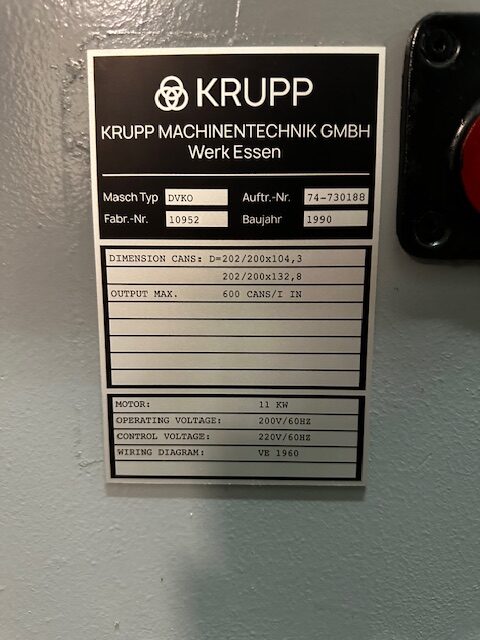 KRUPP
KRUPP MACHINENTECHNIK GMBH
Werk Essen
Masch Typ DVKO Auftr.-Nr. 74-730188
Fabr.-Nr. 10952 Baujahr 1990
DIMENSION CANS: D=202/200x104,3
202/200x132,8
OUTPUT MAX. 600 CANS/I IN
MOTOR: 11 KW
OPERATING VOLTAGE: 200V/60HZ
CONTROL VOLTAGE: 220V/60HZ
WIRING DIAGRAM: VE 1960